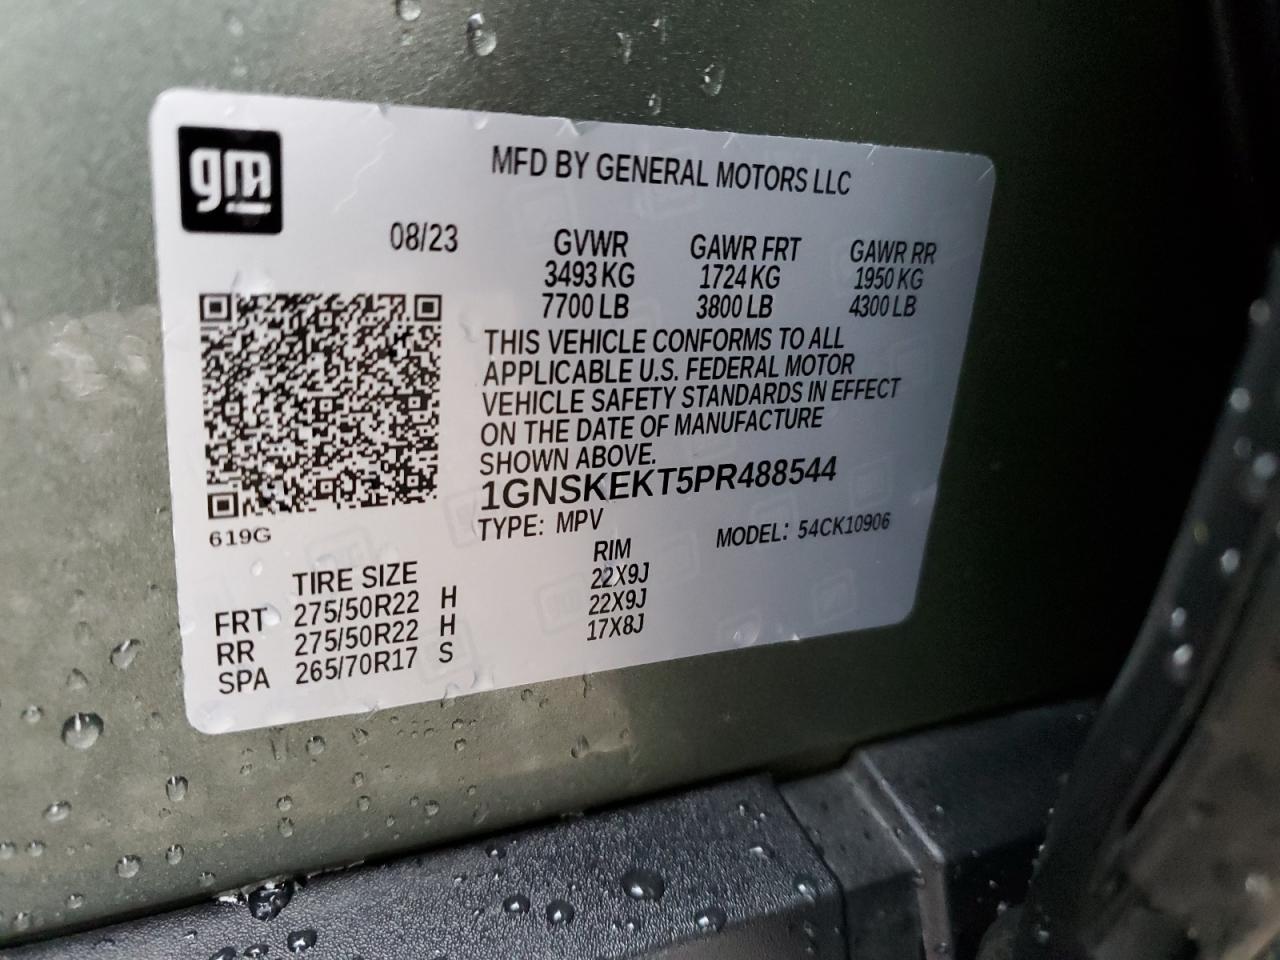 gm
MFD BY GENERAL MOTORS LLC
08/23 GVWR GAWR FRT GAWR RR
3493 KG 1724 KG 1950 KG
7700 LB 3800 LB 4300 LB
THIS VEHICLE CONFORMS TO ALL
APPLICABLE U.S. FEDERAL MOTOR
VEHICLE SAFETY STANDARDS IN EFFECT
ON THE DATE OF MANUFACTURE
SHOWN ABOVE.
1GNSKEKT5PR488544
619G
TYPE: MPV MODEL: 54CK10906
TIRE SIZE RIM
FRT 275/50R22 H 22X9J
RR 275/50R22 H 22X9J
SPA 265/70R17 S 17X8J